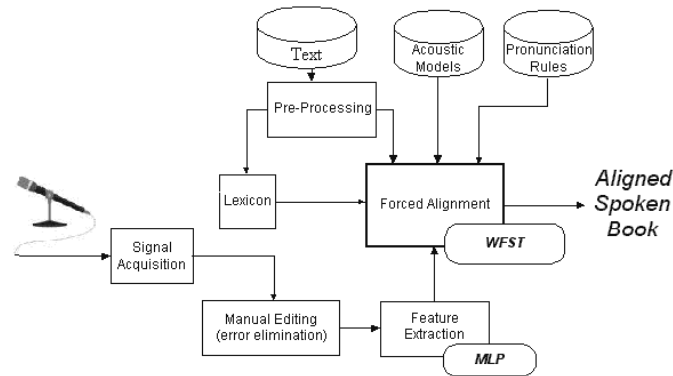 Text
Acoustic
Models
Pronunciation
Rules
Pre-Processing
Lexicon
Forced Alignment
WFST
Aligned
Spoken
Book
Signal
Acquisition
Manual Editing
(error elimination)
Feature
Extraction
MLP